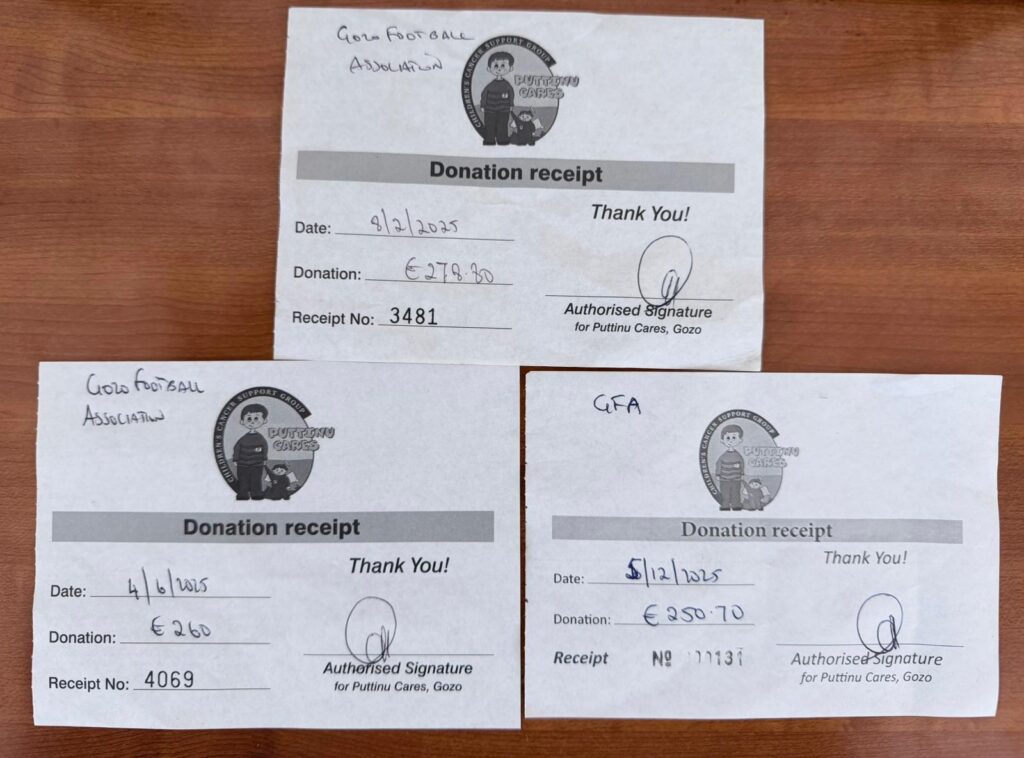 Gozo Football
Association
CHILDREN'S CANCER SUPPORT GROUP
PUTTINU
CARES
Donation receipt
Thank You!
Date: 8/2/2025
Donation: €278.80
Authorised Signature
Receipt No: 3481
for Puttinu Cares, Gozo
Gozo Football
Association
CHILDREN'S CANCER SUPPORT GROUP
PUTTINU
CARES
Donation receipt
Thank You!
Date: 4/6/2025
Donation: €260
Authorised Signature
Receipt No: 4069
for Puttinu Cares, Gozo
GFA
CHILDREN'S CANCER SUPPORT GROUP
PUTTINU
CARES
Donation receipt
Thank You!
Date: 5/12/2025
Donation: €250.70
Authorised Signature
Receipt Nº
for Puttinu Cares, Gozo